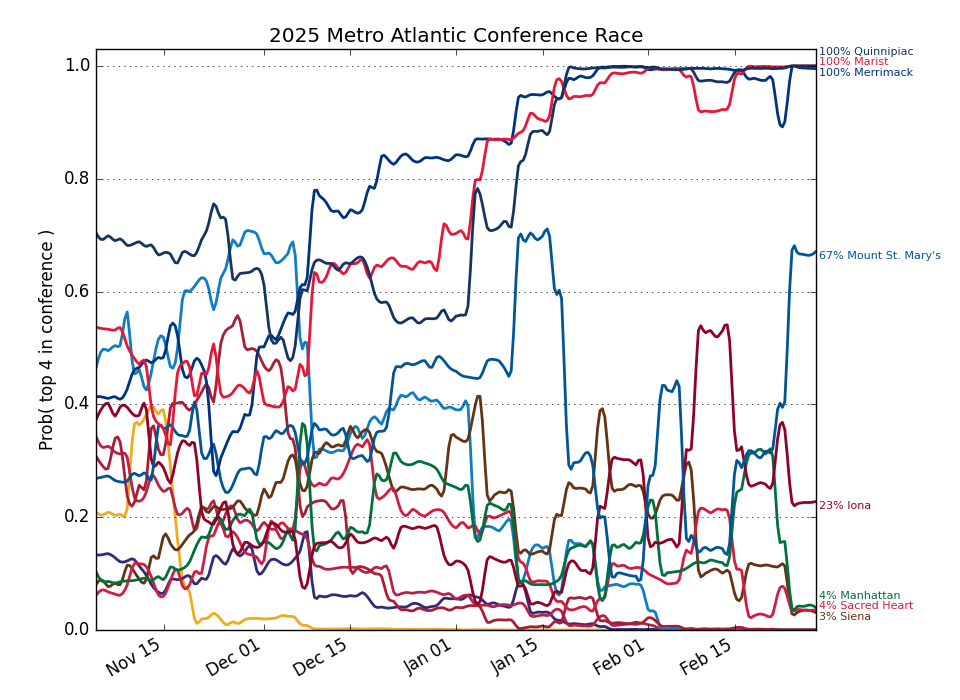 2025 Metro Atlantic Conference Race
Prob( top 4 in conference )
1.0
0.8
0.6
0.4
0.2
0.0
Nov 15
Dec 01
Dec 15
Jan 01
Jan 15
Feb 01
Feb 15
100% Quinnipiac
100% Marist
100% Merrimack
67% Mount St. Mary's
23% Iona
4% Manhattan
4% Sacred Heart
3% Siena